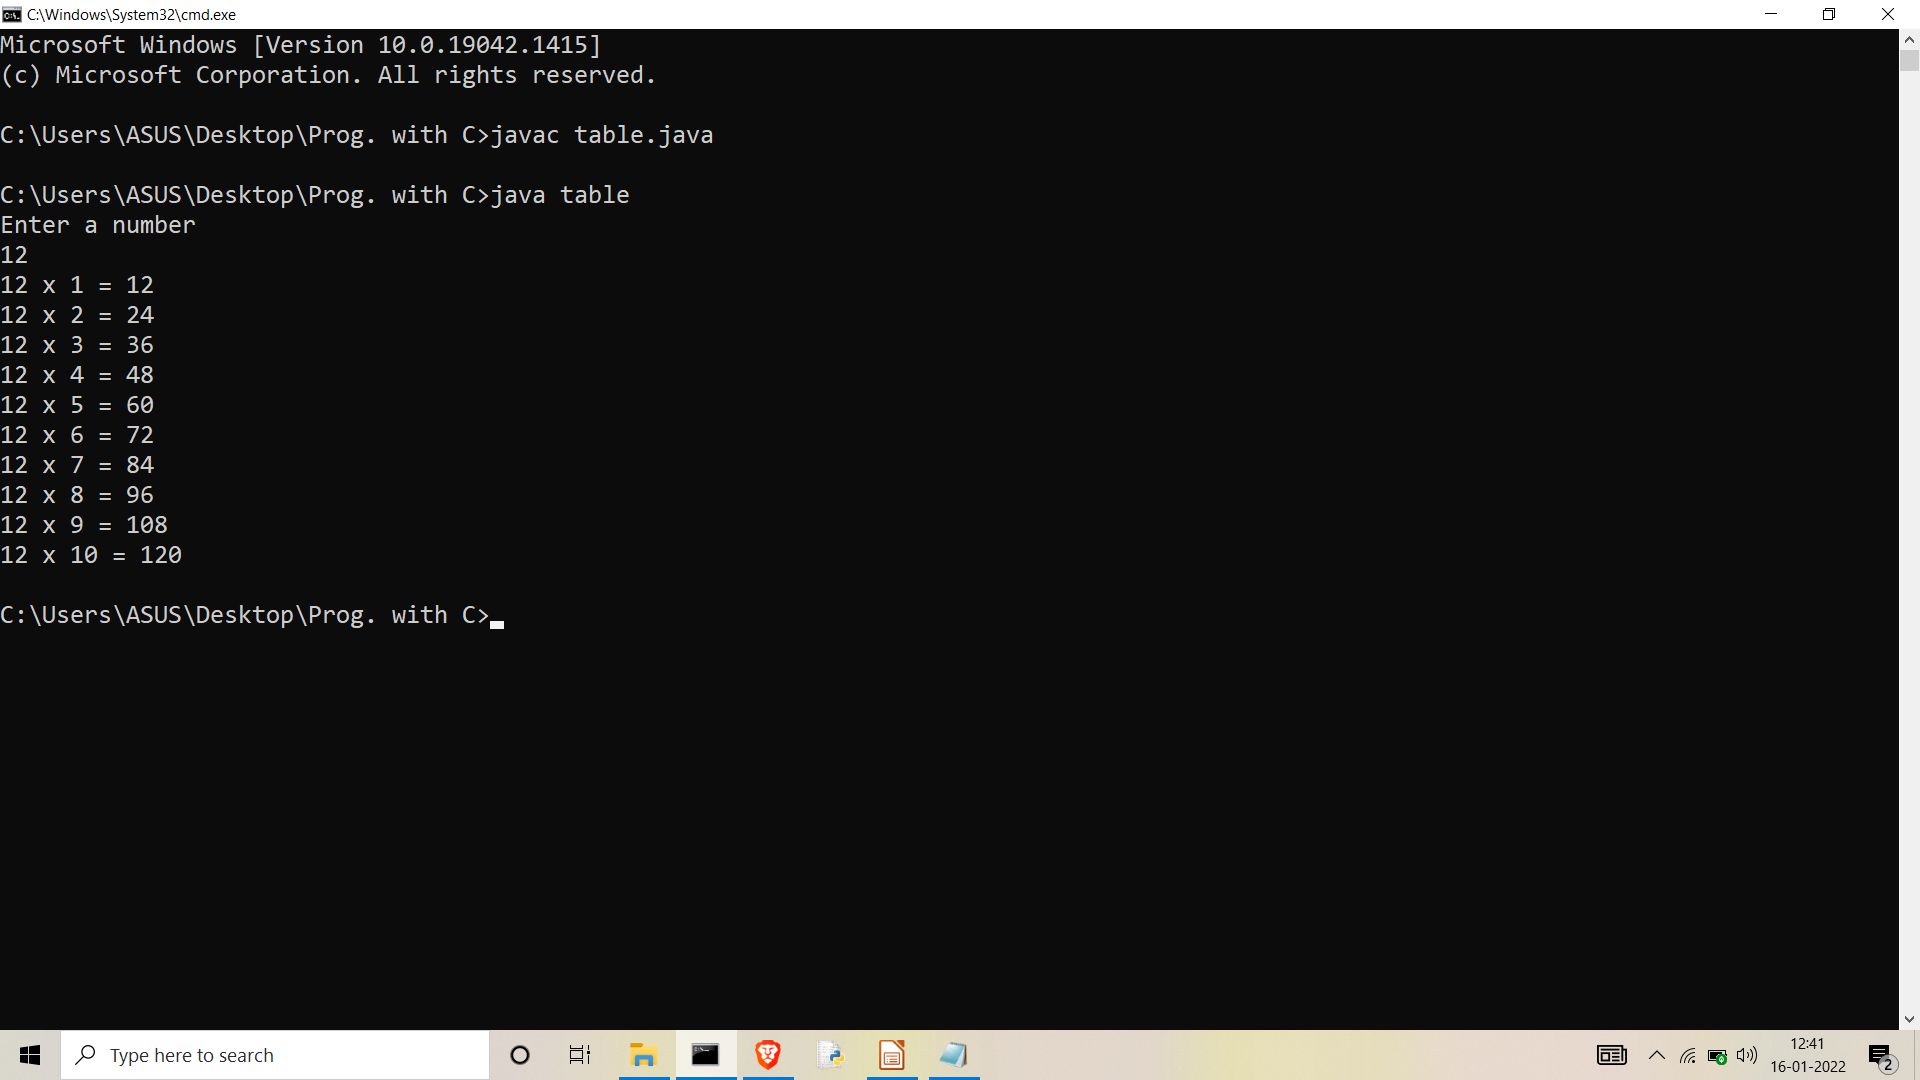 C:\Windows\System32\cmd.exe
Microsoft Windows [Version 10.0.19042.1415]
(c) Microsoft Corporation. All rights reserved.
C:\Users\ASUS\Desktop\Prog. with C>javac table.java
C:\Users\ASUS\Desktop\Prog. with C>java table
Enter a number
12
12 x 1 = 12
12 x 2 = 24
12 x 3 = 36
12 x 4 = 48
12 x 5 = 60
12 x 6 = 72
12 x 7 = 84
12 x 8 = 96
12 x 9 = 108
12 x 10 = 120
C:\Users\ASUS\Desktop\Prog. with C>
Type here to search
12:41
16-01-2022
2